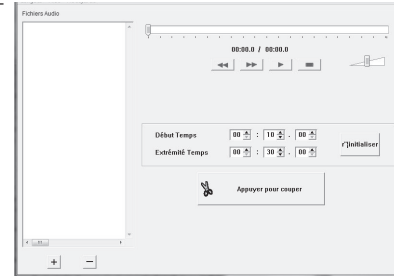 Fichiers Audio
00:00.0 / 00:00.0
Début Temps 00 : 10 . 00
Extrêmité Temps 00 : 30 . 00
r˜|initialiser
Appuyer pour couper